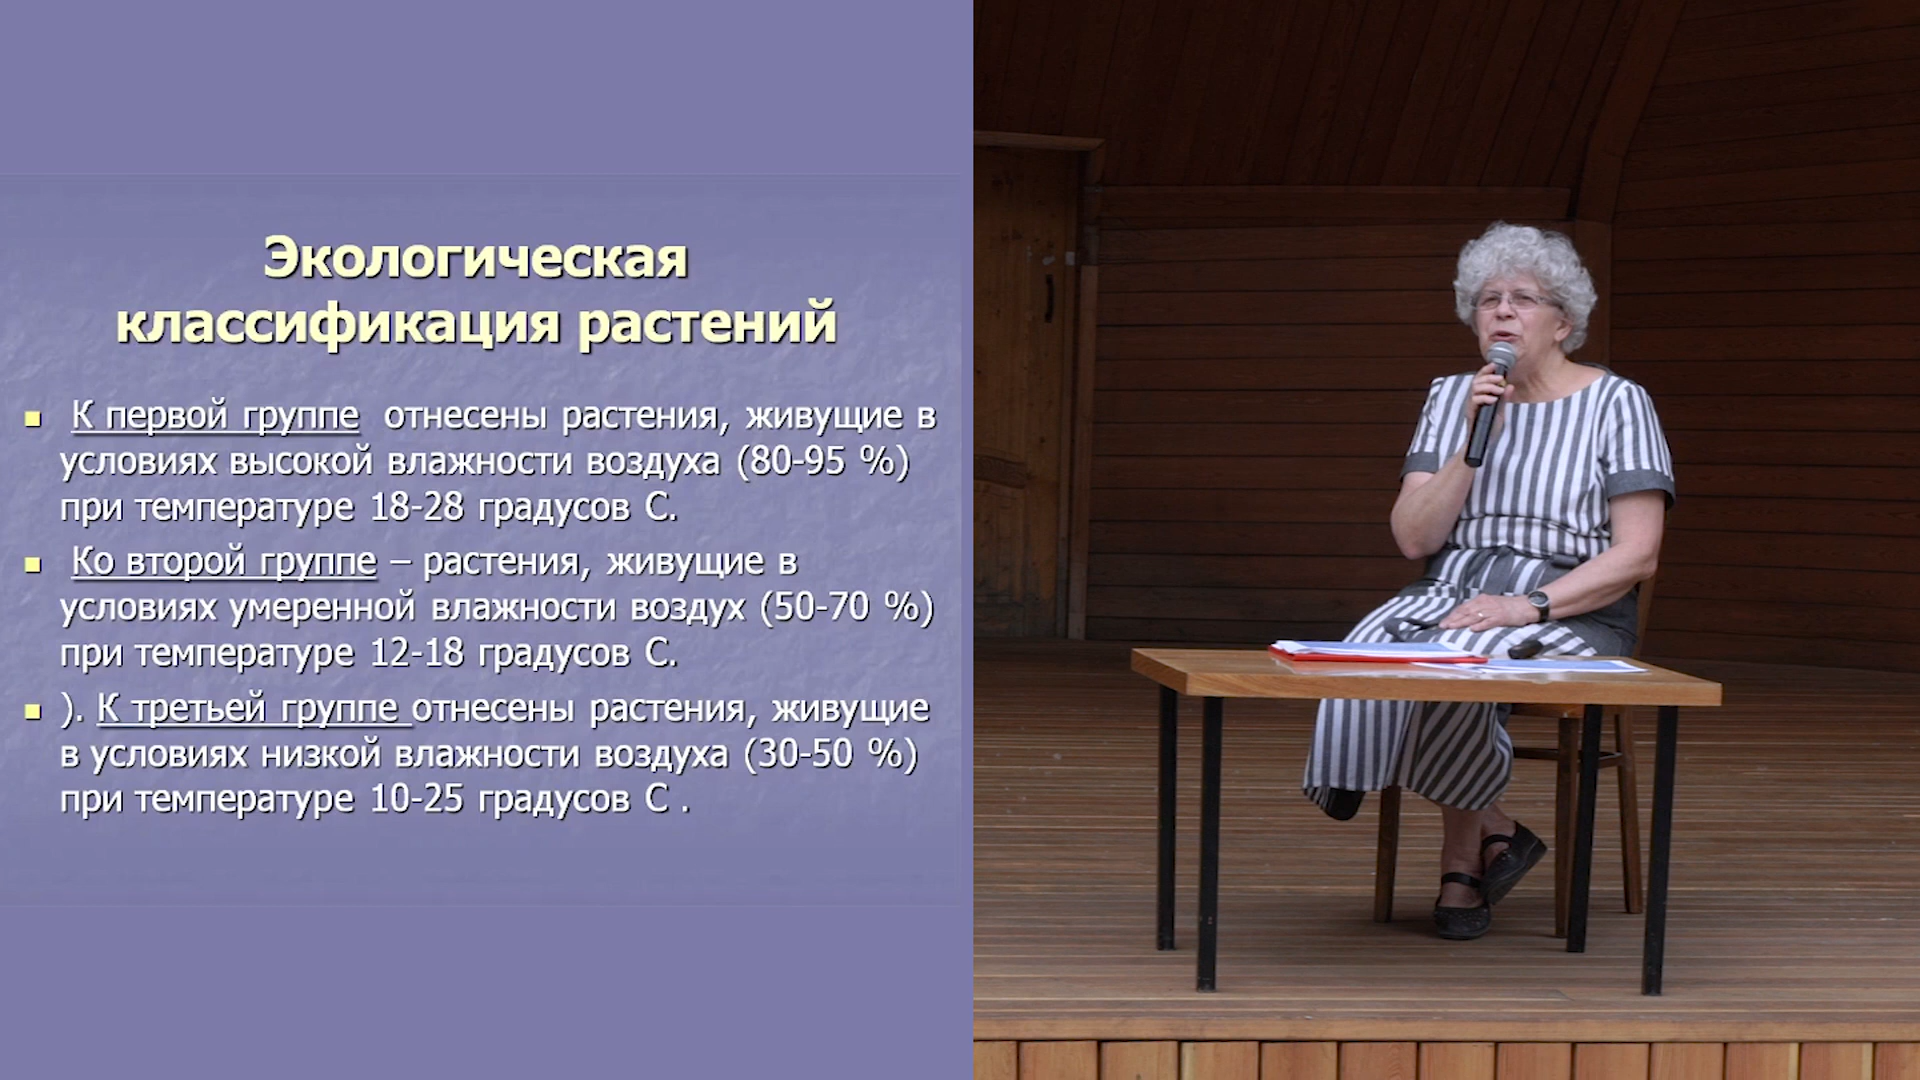 Экологическая
классификация растений
К первой группе отнесены растения, живущие в
условиях высокой влажности воздуха (80-95 %)
при температуре 18-28 градусов С.
Ко второй группе – растения, живущие в
условиях умеренной влажности воздух (50-70 %)
при температуре 12-18 градусов С.
). К третьей группе отнесены растения, живущие
в условиях низкой влажности воздуха (30-50 %)
при температуре 10-25 градусов С .